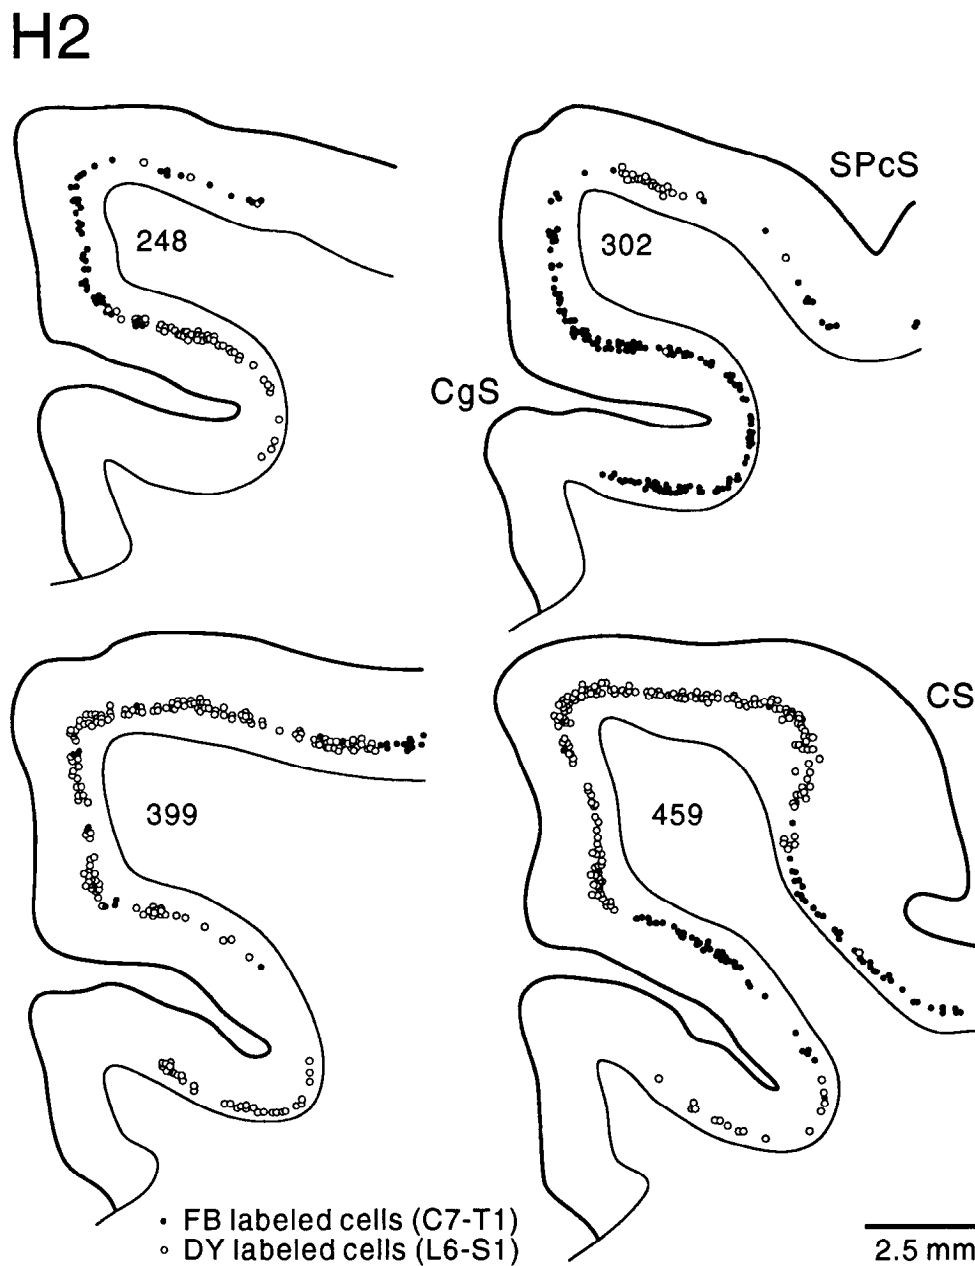 H2
248
302
SPcS
CgS
399
459
CS
• FB labeled cells (C7-T1)
○ DY labeled cells (L6-S1)
2.5 mm